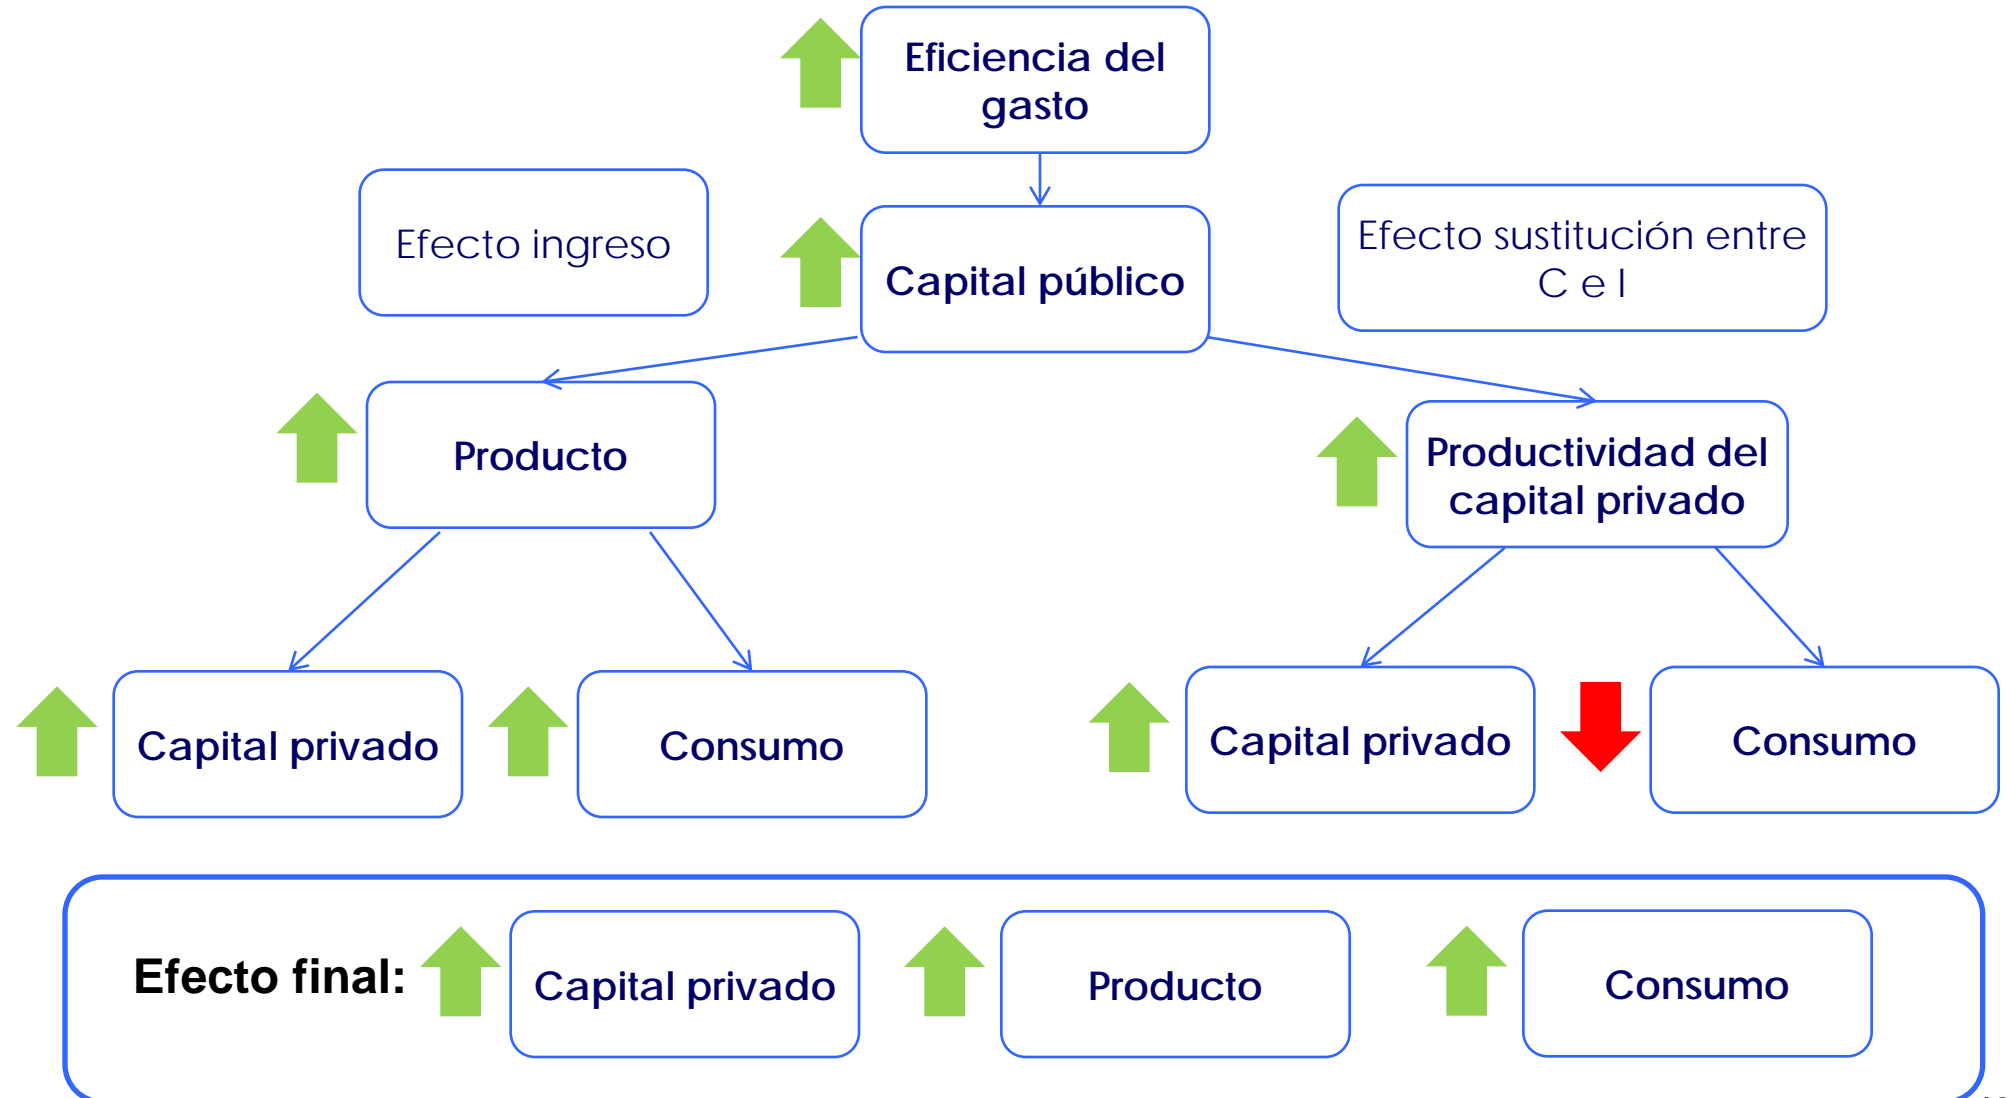 Eficiencia del
gasto
Efecto ingreso
Capital público
Efecto sustitución entre
C e I
Producto
Productividad del
capital privado
Capital privado
Consumo
Capital privado
Consumo
Efecto final:
Capital privado
Producto
Consumo